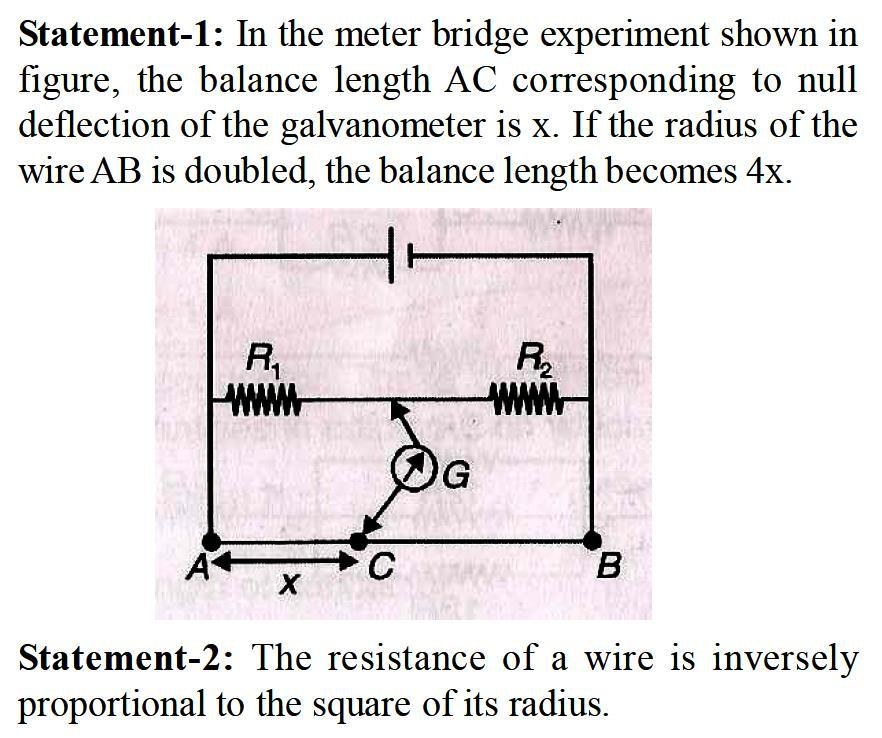 Statement-1: In the meter bridge experiment shown in
figure, the balance length AC corresponding to null
deflection of the galvanometer is x. If the radius of the
wire AB is doubled, the balance length becomes 4x.
R₁ R₂
G
A x C B
Statement-2: The resistance of a wire is inversely
proportional to the square of its radius.